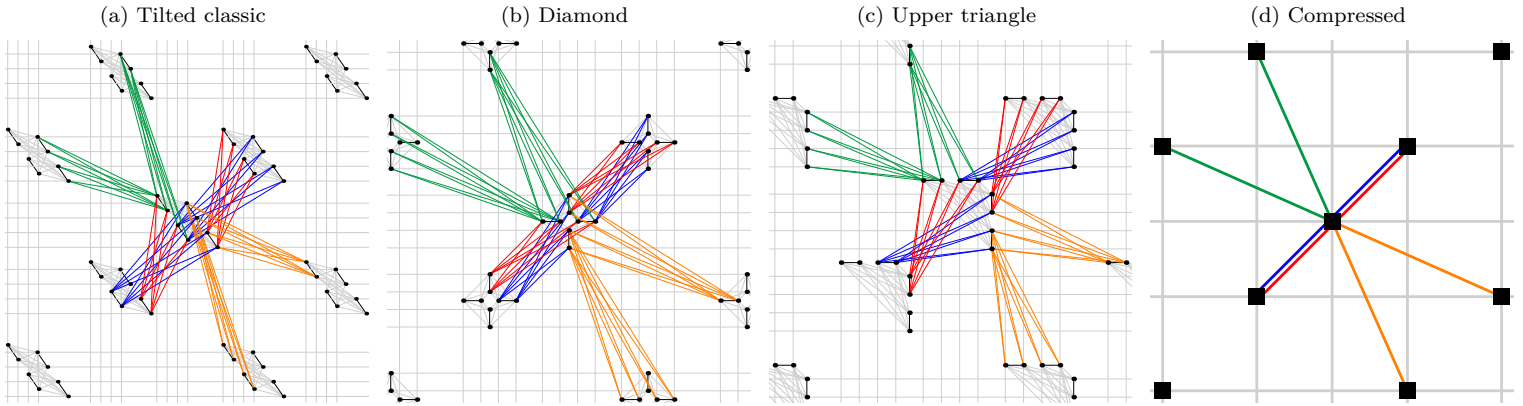 (a) Tilted classic
(b) Diamond
(c) Upper triangle
(d) Compressed